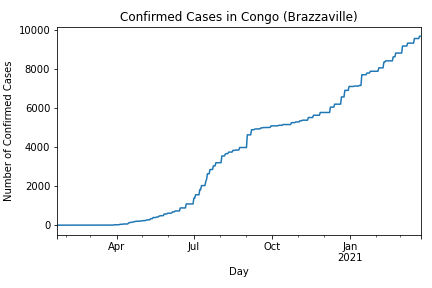 Confirmed Cases in Congo (Brazzaville)
Number of Confirmed Cases
10000
8000
6000
4000
2000
0
Apr
Jul
Oct
Jan
2021
Day